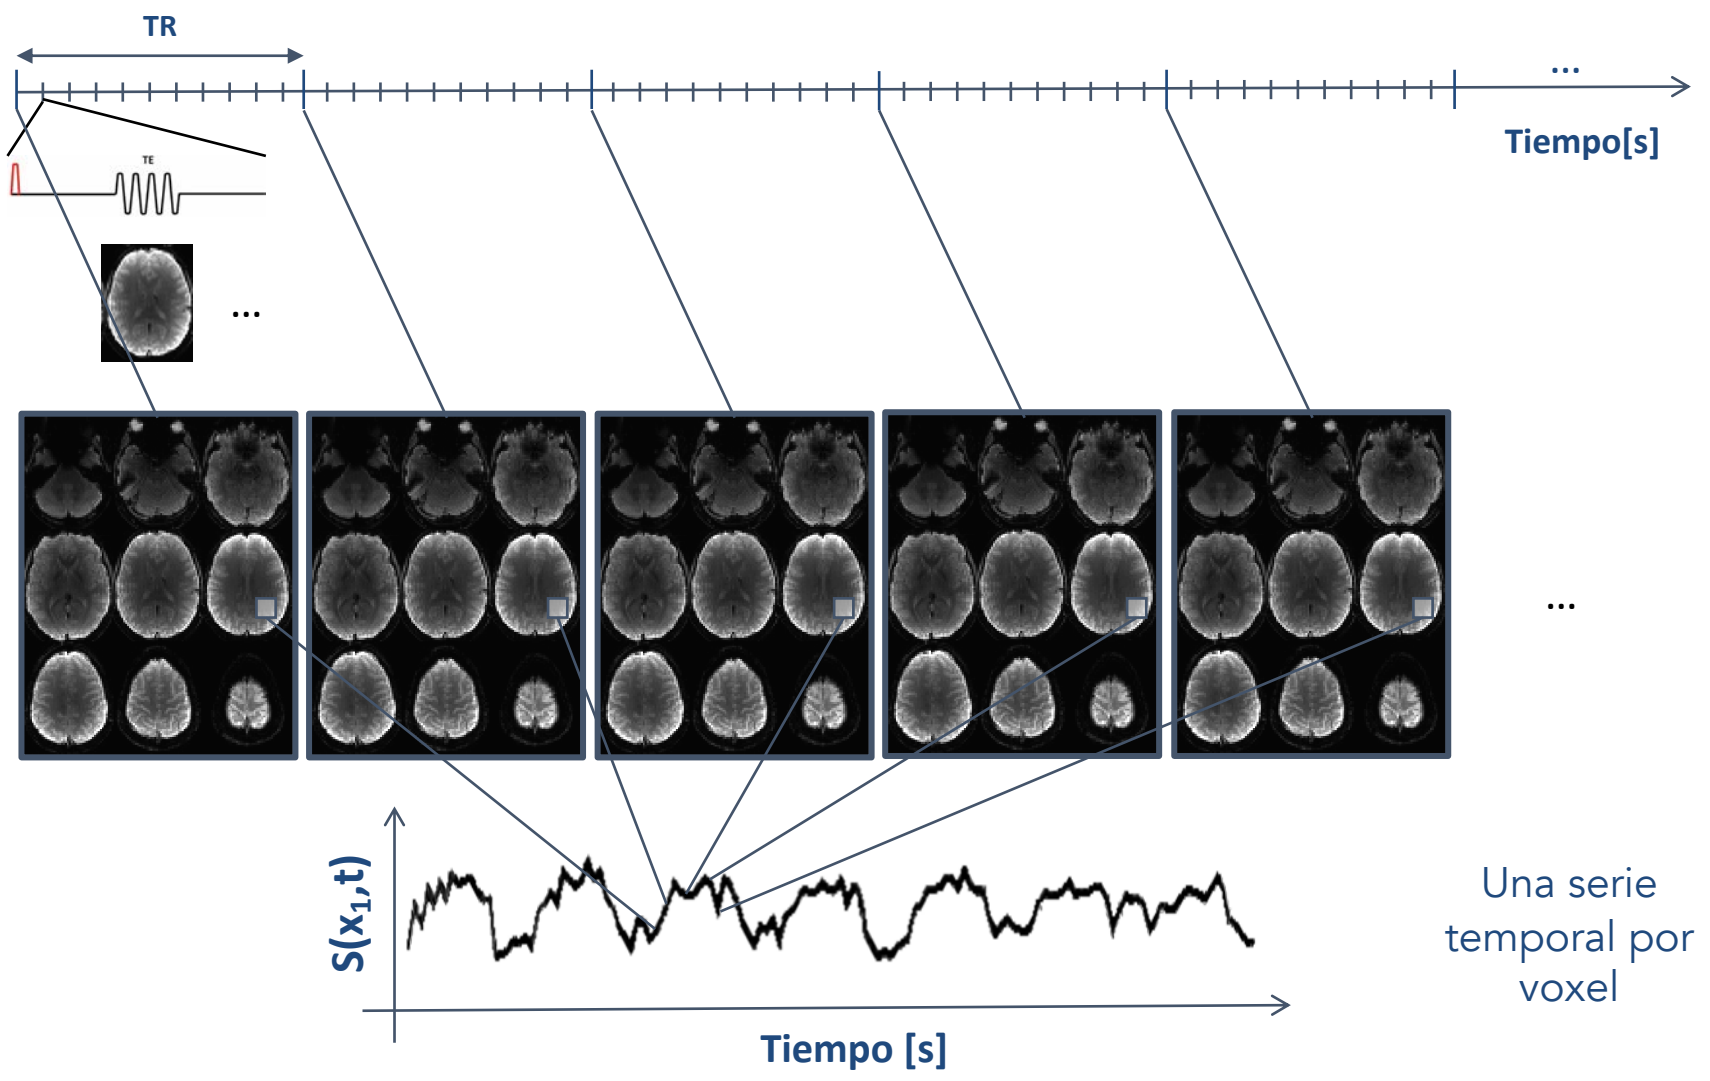 TR
...
Tiempo[s]
TE
...
...
S(x₁,t)
Tiempo [s]
Una serie
temporal por
voxel